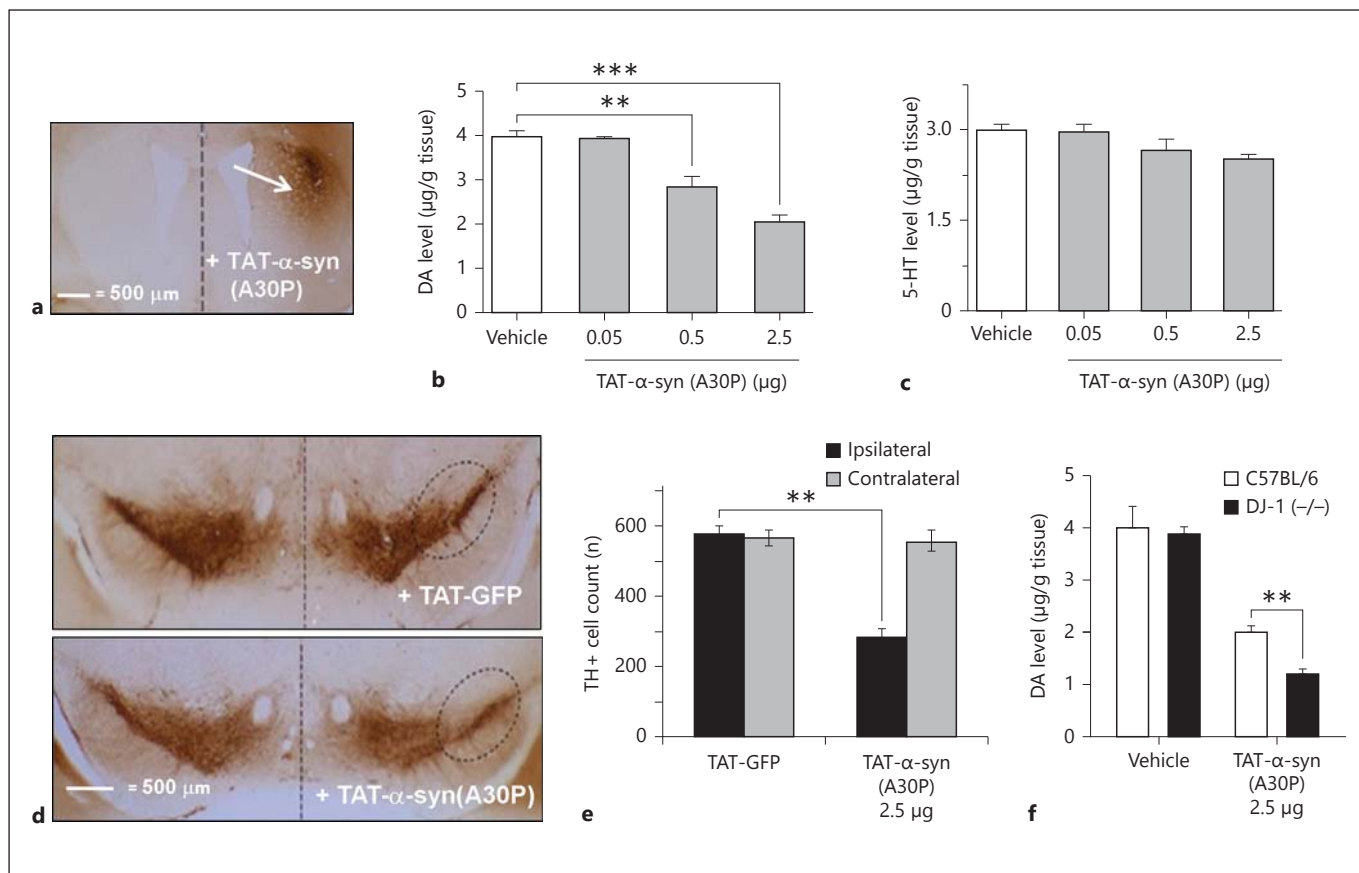 + TAT-α-syn
(A30P)
= 500 μm
a
***
**
5
4
3
2
1
0
DA level (μg/g tissue)
Vehicle
0.05
0.5
2.5
TAT-α-syn (A30P) (μg)
b
3.0
1.5
0
5-HT level (μg/g tissue)
Vehicle
0.05
0.5
2.5
TAT-α-syn (A30P) (μg)
c
+ TAT-GFP
= 500 μm
+ TAT-α-syn(A30P)
d
Ipsilateral
Contralateral
**
600
400
200
0
TH+ cell count (n)
TAT-GFP
TAT-α-syn
(A30P)
2.5 μg
e
C57BL/6
DJ-1 (–/–)
**
5
4
3
2
1
0
DA level (μg/g tissue)
Vehicle
TAT-α-syn
(A30P)
2.5 μg
f